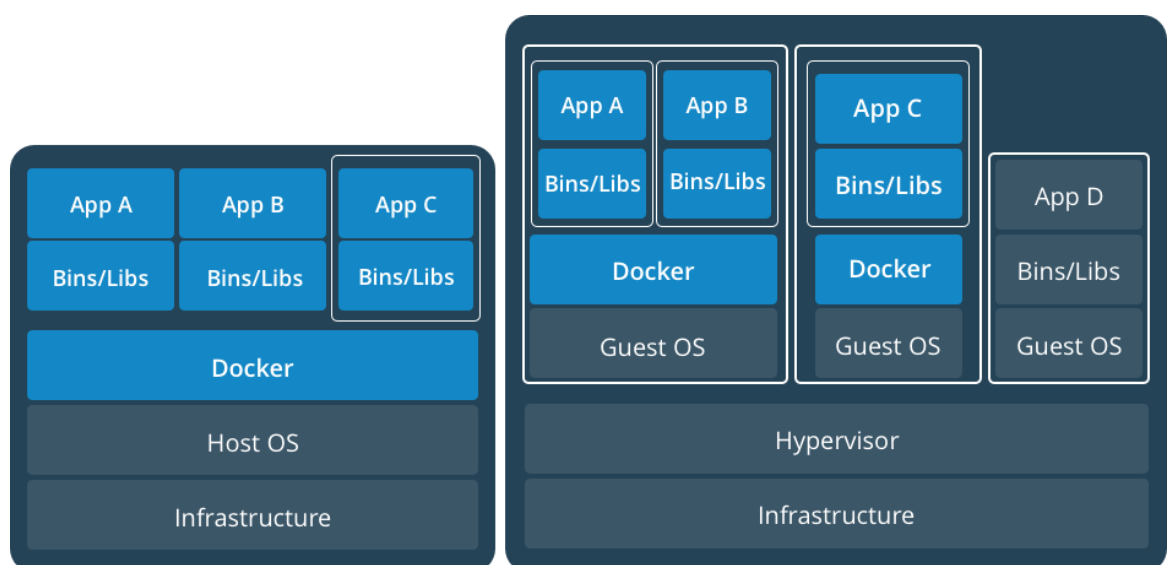 App A
App B
App C
Bins/Libs
Bins/Libs
Bins/Libs
Docker
Host OS
Infrastructure
App A
App B
Bins/Libs
Bins/Libs
Docker
Guest OS
App C
Bins/Libs
Docker
Guest OS
App D
Bins/Libs
Guest OS
Hypervisor
Infrastructure